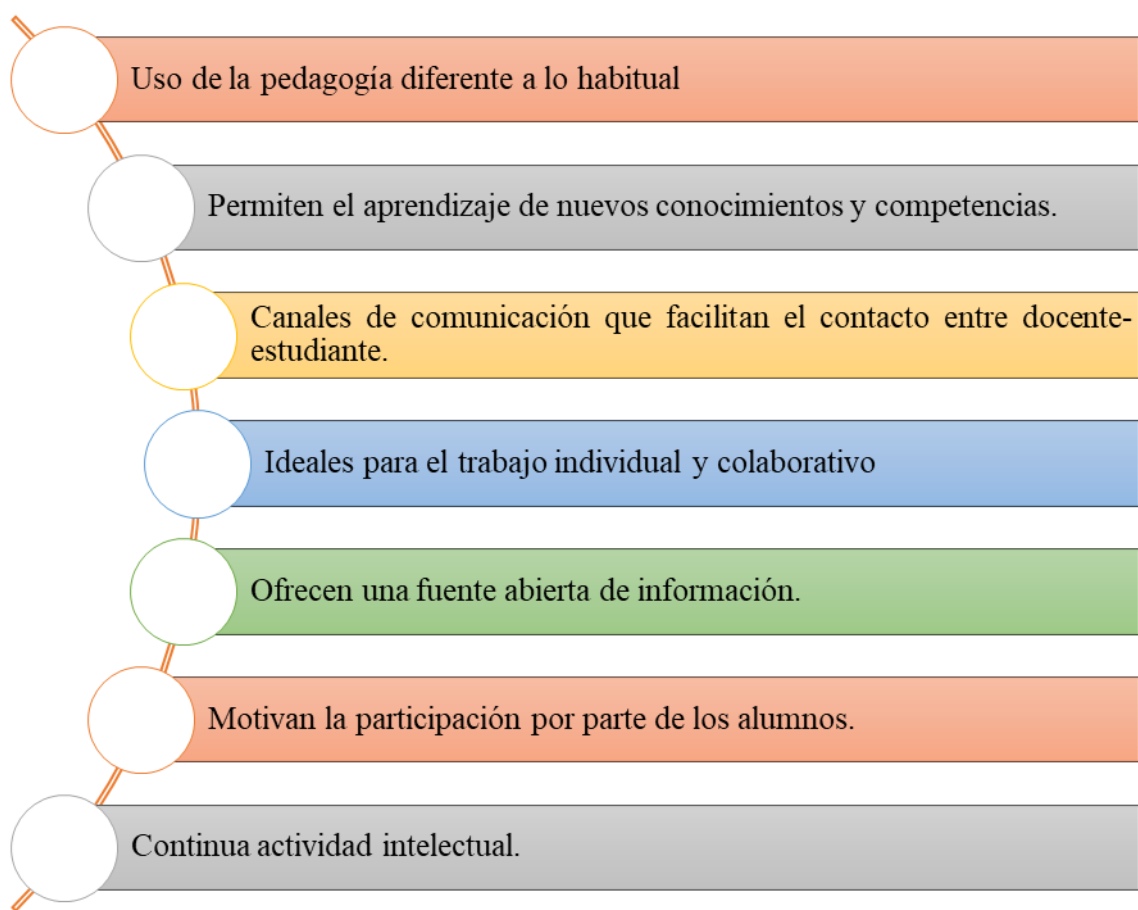 Uso de la pedagogía diferente a lo habitual
Permiten el aprendizaje de nuevos conocimientos y competencias.
Canales de comunicación que facilitan el contacto entre docente-
estudiante.
Ideales para el trabajo individual y colaborativo
Ofrecen una fuente abierta de información.
Motivan la participación por parte de los alumnos.
Continua actividad intelectual.